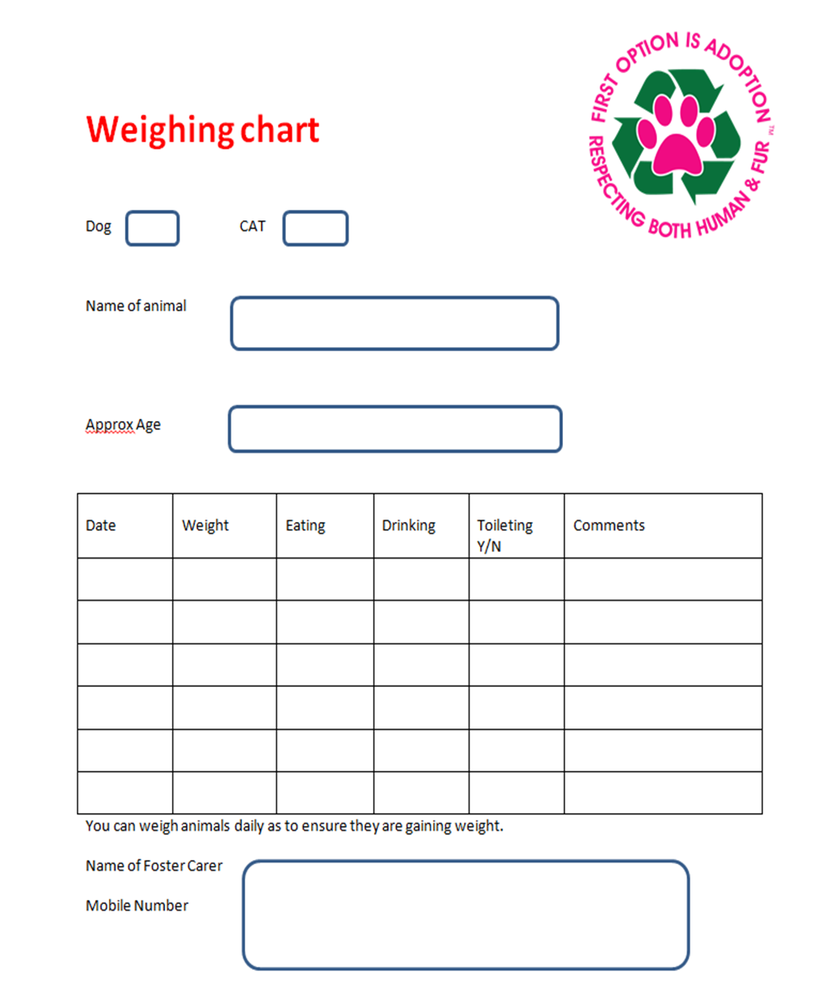 FIRST OPTION IS ADOPTION ™
RESPECTING BOTH HUMAN & FUR
Weighing chart
Dog CAT
Name of animal
Approx Age
Date Weight Eating Drinking Toileting Comments
Y/N
You can weigh animals daily as to ensure they are gaining weight.
Name of Foster Carer
Mobile Number